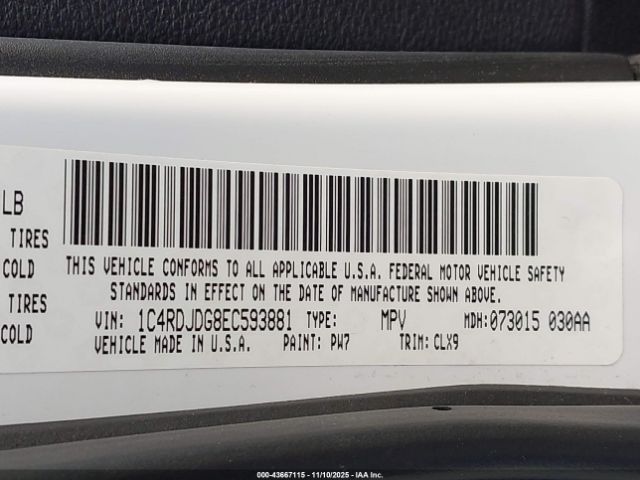 LB
TIRES
COLD
TIRES
COLD
THIS VEHICLE CONFORMS TO ALL APPLICABLE U.S.A. FEDERAL MOTOR VEHICLE SAFETY
STANDARDS IN EFFECT ON THE DATE OF MANUFACTURE SHOWN ABOVE.
VIN: 1C4RDJDG8EC593881 TYPE: MPV MDH: 073015 030AA
VEHICLE MADE IN U.S.A. PAINT: PW7 TRIM: CLX9
000-43667115 - 11/10/2025 - IAA Inc.